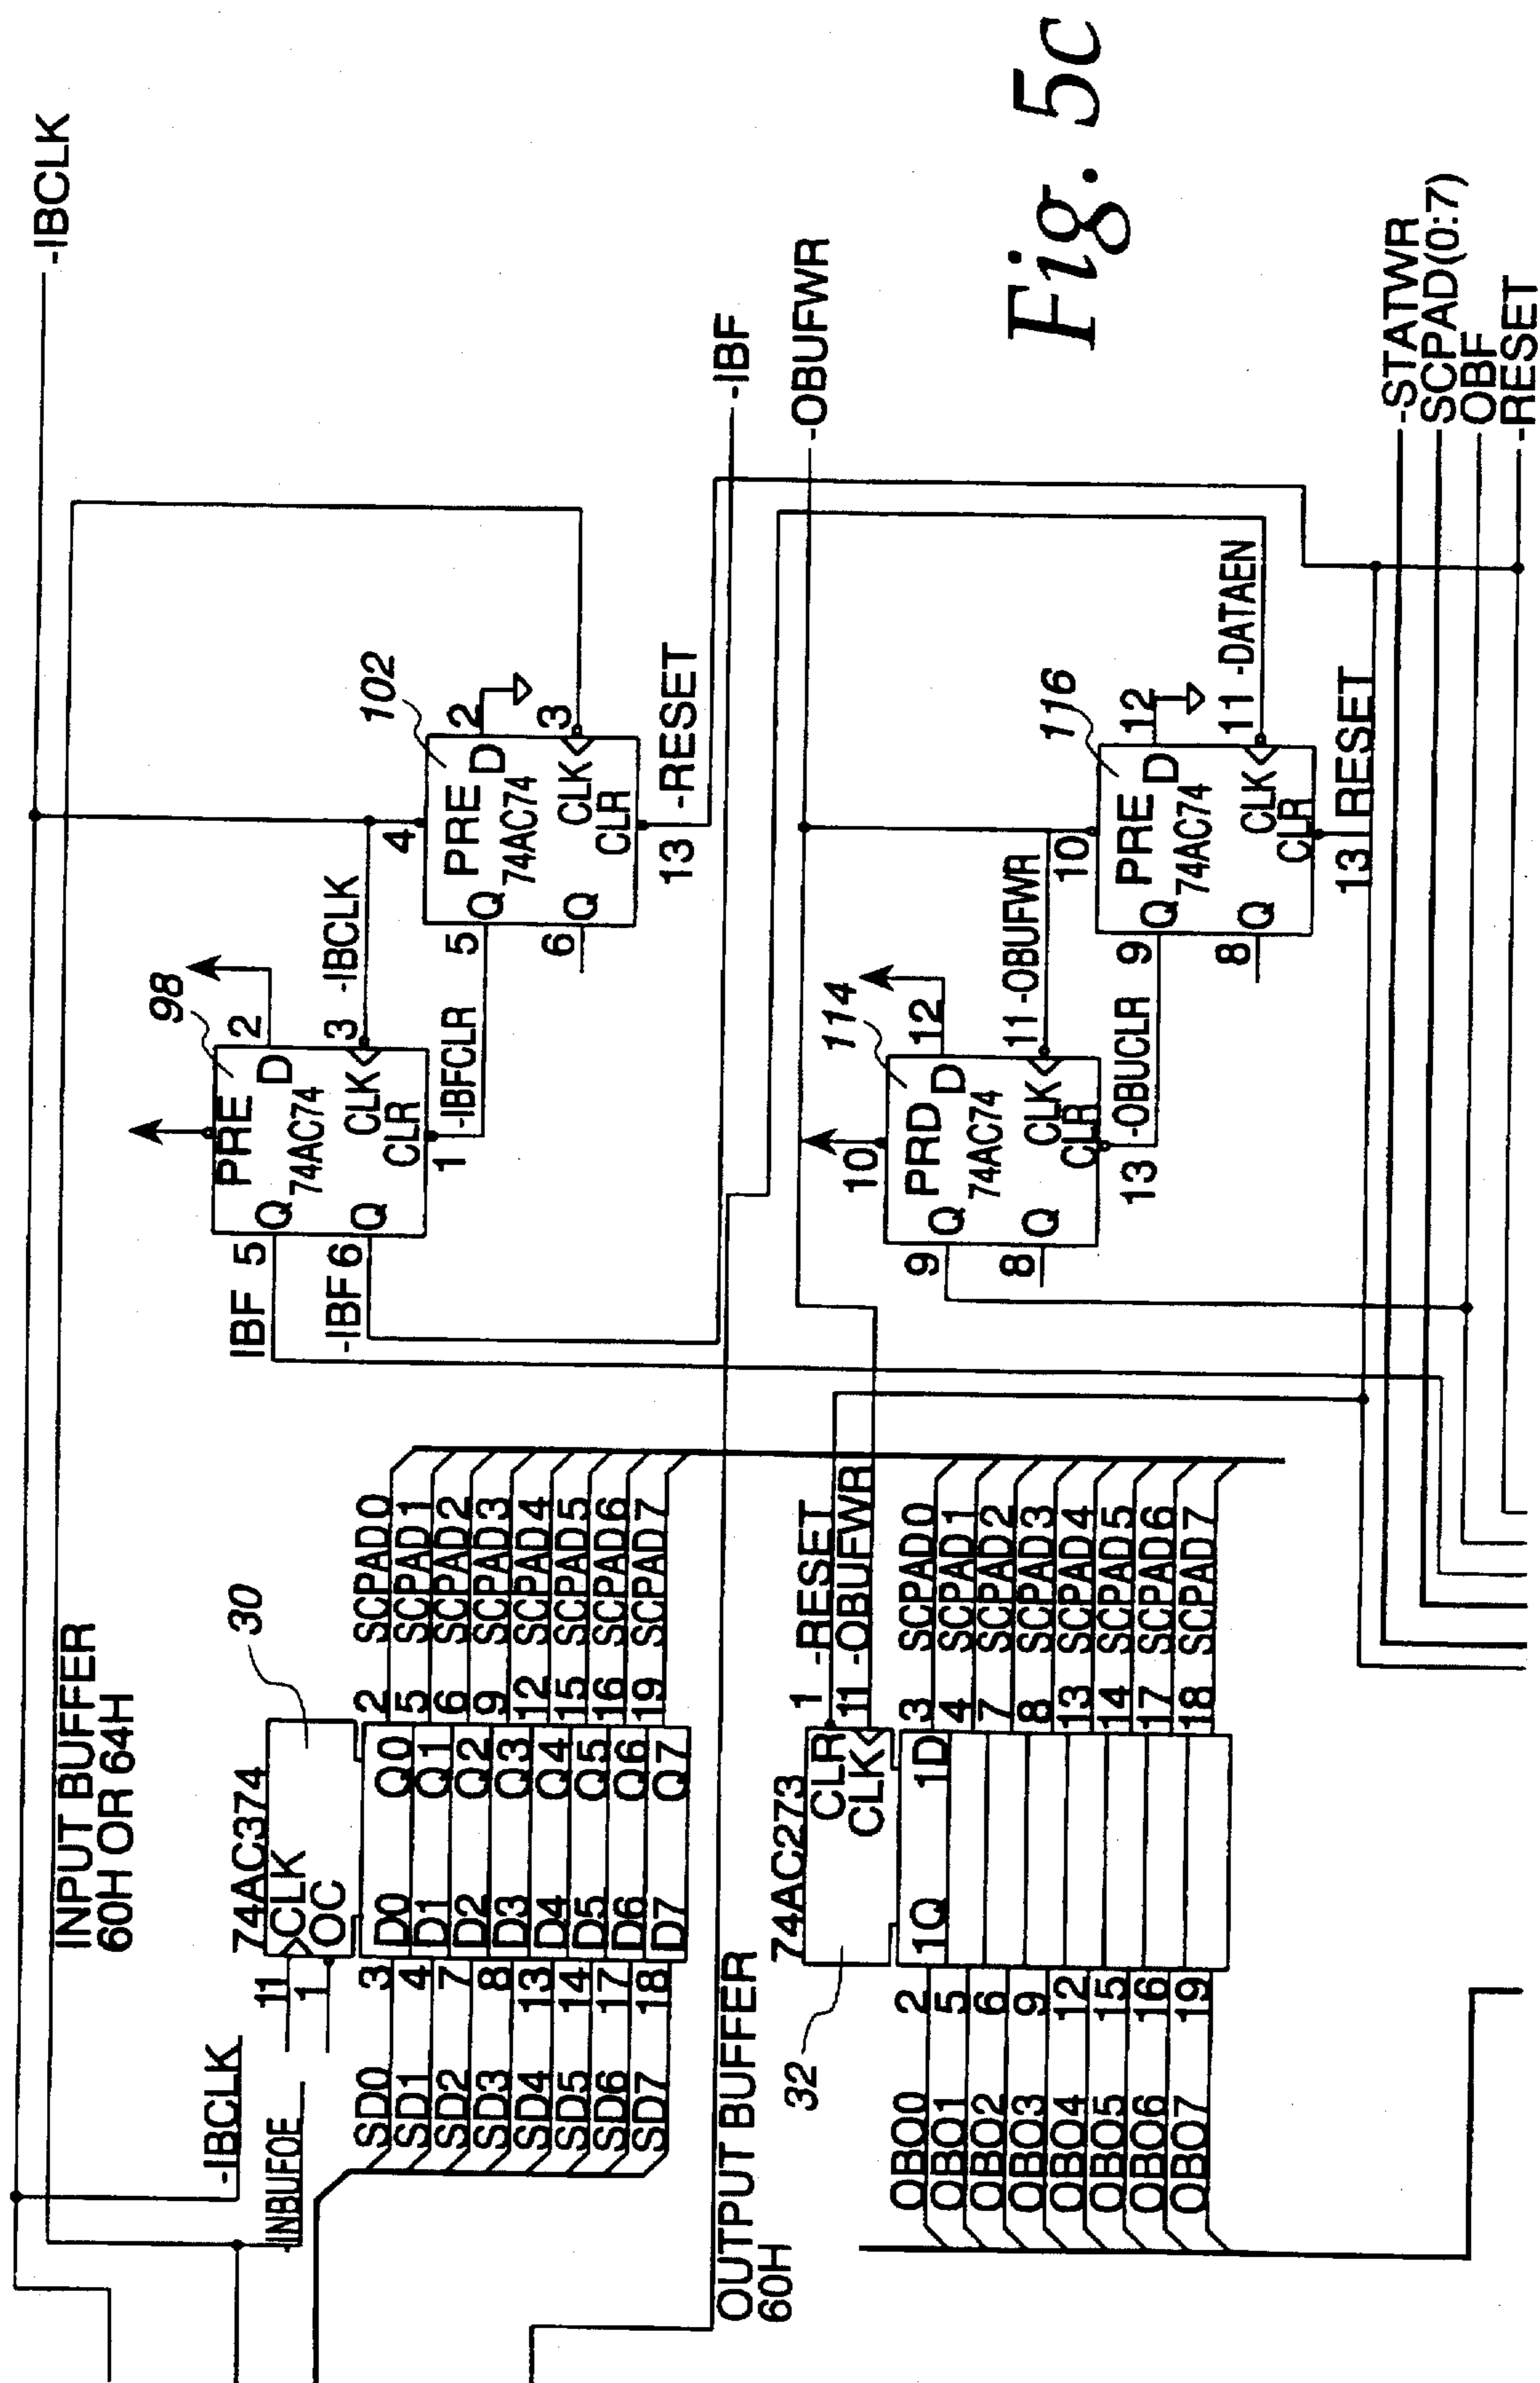 -IBCLK
INPUT BUFFER
60H OR 64H
-IBCLK
INBUFOE
74AC374
30
11
CLK
1
OC
SD0 3 D0 Q0 2 SCPAD0
SD1 4 D1 Q1 5 SCPAD1
SD2 7 D2 Q2 6 SCPAD2
SD3 8 D3 Q3 9 SCPAD3
SD4 13 D4 Q4 12 SCPAD4
SD5 14 D5 Q5 15 SCPAD5
SD6 17 D6 Q6 16 SCPAD6
SD7 18 D7 Q7 19 SCPAD7
98
PRE
IBF 5 Q D 2
74AC74
-IBF 6 Q CLK 3 -IBCLK
CLR
1 -IBFCLR
102
4
PRE
5 Q D 2
74AC74
6 Q CLK 3
CLR
13 -RESET
-IBF
OUTPUT BUFFER
60H
74AC273
32
CLR 1 -RESET
CLK 11 -OBUFWR
OBO0 2 1Q 1D 3 SCPAD0
OBO1 5 4 SCPAD1
OBO2 6 7 SCPAD2
OBO3 9 8 SCPAD3
OBO4 12 13 SCPAD4
OBO5 15 14 SCPAD5
OBO6 16 17 SCPAD6
OBO7 19 18 SCPAD7
-OBUFWR
114
10
PRD
9 Q D 12
74AC74
8 Q CLK 11 -OBUFWR
CLR
13 -OBUCLR
116
10
PRE
9 Q D 12
74AC74
8 Q CLK 11 -DATAEN
CLR
13 RESET
-STATWR
SCPAD(0:7)
OBF
-RESET
Fig. 5c